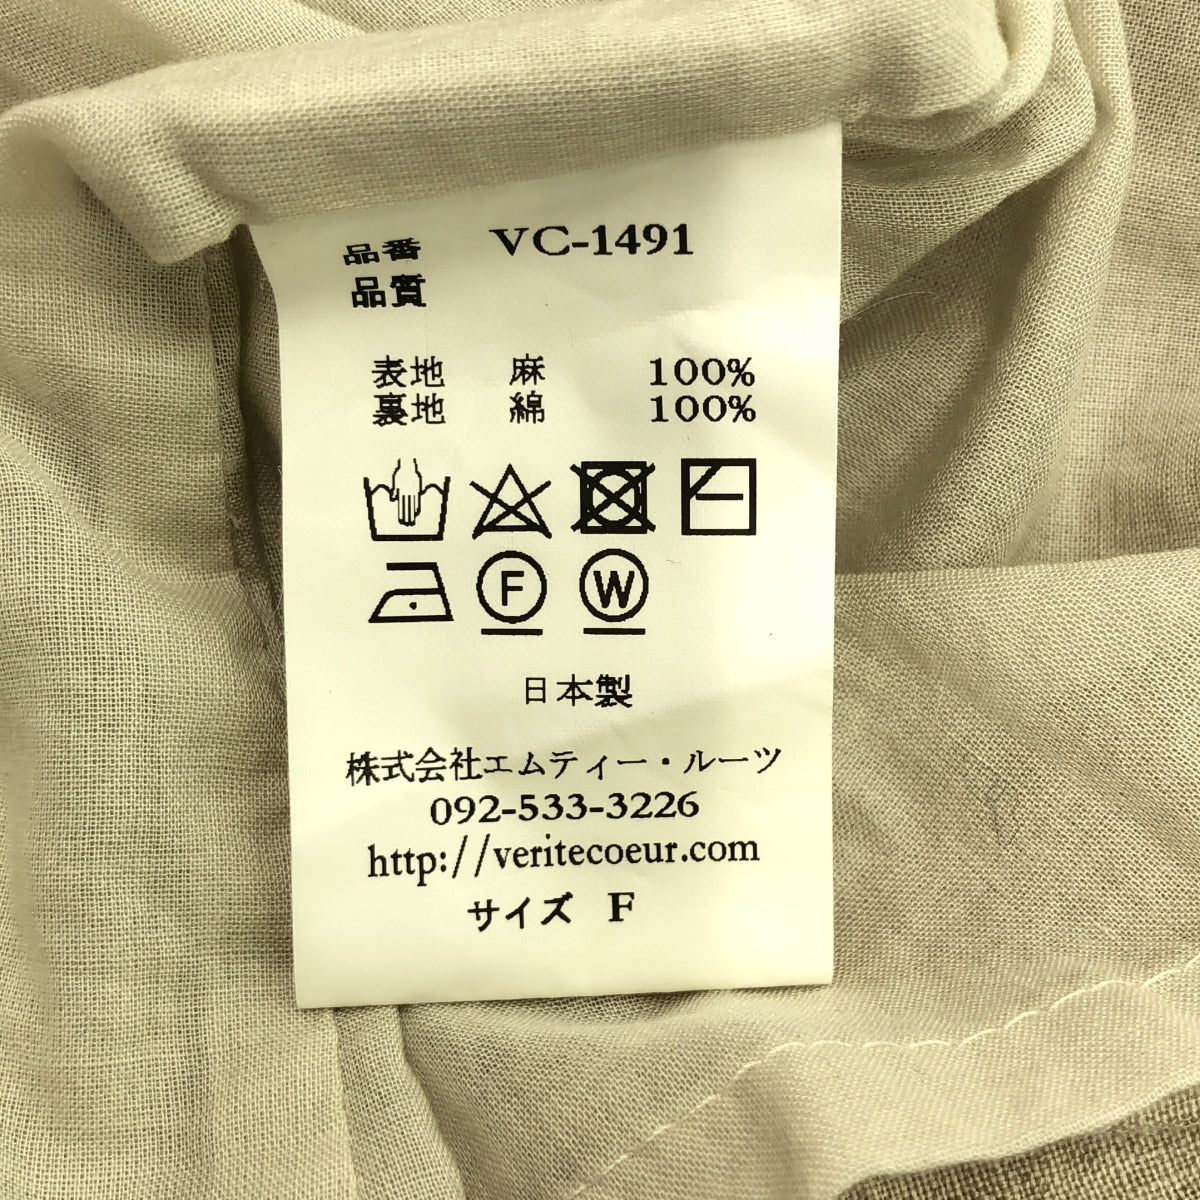 品番 VC-1491
品質
表地 麻 100%
裏地 綿 100%
F W
日本製
株式会社エムティー・ルーツ
092-533-3226
http://veritecoeur.com
サイズ F